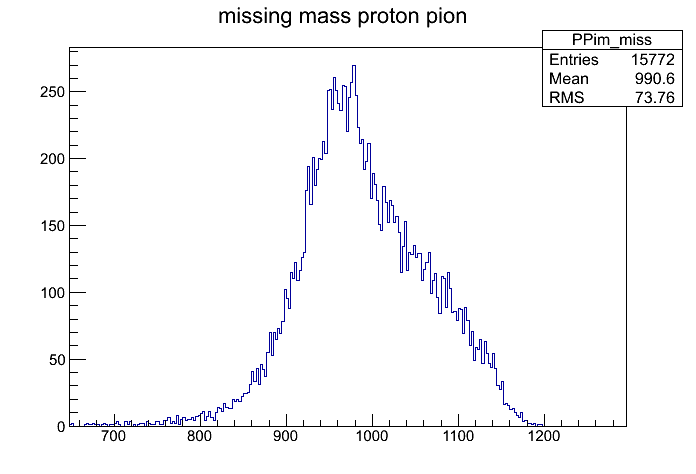 missing mass proton pion
PPim_miss
Entries 15772
Mean 990.6
RMS 73.76
250
200
150
100
50
0
700 800 900 1000 1100 1200